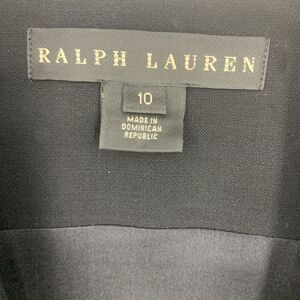 RALPH LAUREN
10
MADE IN
DOMINICAN
REPUBLIC